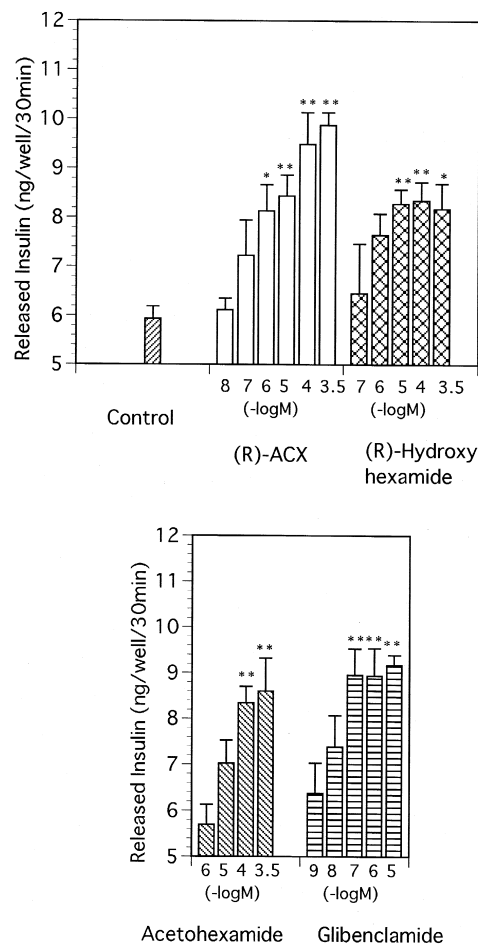 12
11
10
9
8
7
6
5
Released Insulin (ng/well/30min)
* ** ** **
** ** *
8 7 6 5 4 3.5 7 6 5 4 3.5
(-logM) (-logM)
Control
(R)-ACX (R)-Hydroxy
hexamide
12
11
10
9
8
7
6
5
Released Insulin (ng/well/30min)
** **
** ** **
6 5 4 3.5 9 8 7 6 5
(-logM) (-logM)
Acetohexamide Glibenclamide